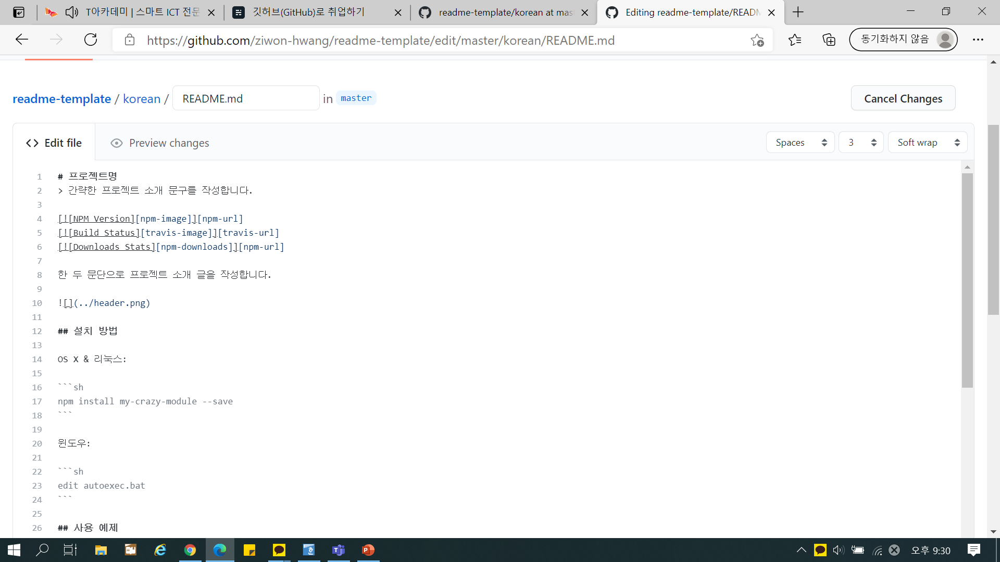 T아카데미 | 스마트 ICT 전문
깃허브(GitHub)로 취업하기
readme-template/korean at mas
Editing readme-template/READM
https://github.com/ziwon-hwang/readme-template/edit/master/korean/README.md
동기화하지 않음
readme-template / korean / README.md in master
Cancel Changes
Edit file
Preview changes
Spaces
3
Soft wrap
1 # 프로젝트명
2 > 간략한 프로젝트 소개 문구를 작성합니다.
3
4 [![NPM Version][npm-image]][npm-url]
5 [![Build Status][travis-image]][travis-url]
6 [![Downloads Stats][npm-downloads]][npm-url]
7
8 한 두 문단으로 프로젝트 소개 글을 작성합니다.
9
10 ![](../header.png)
11
12 ## 설치 방법
13
14 OS X & 리눅스:
15
16 ```sh
17 npm install my-crazy-module --save
18 ```
19
20 윈도우:
21
22 ```sh
23 edit autoexec.bat
24 ```
25
26 ## 사용 예제
오후 9:30